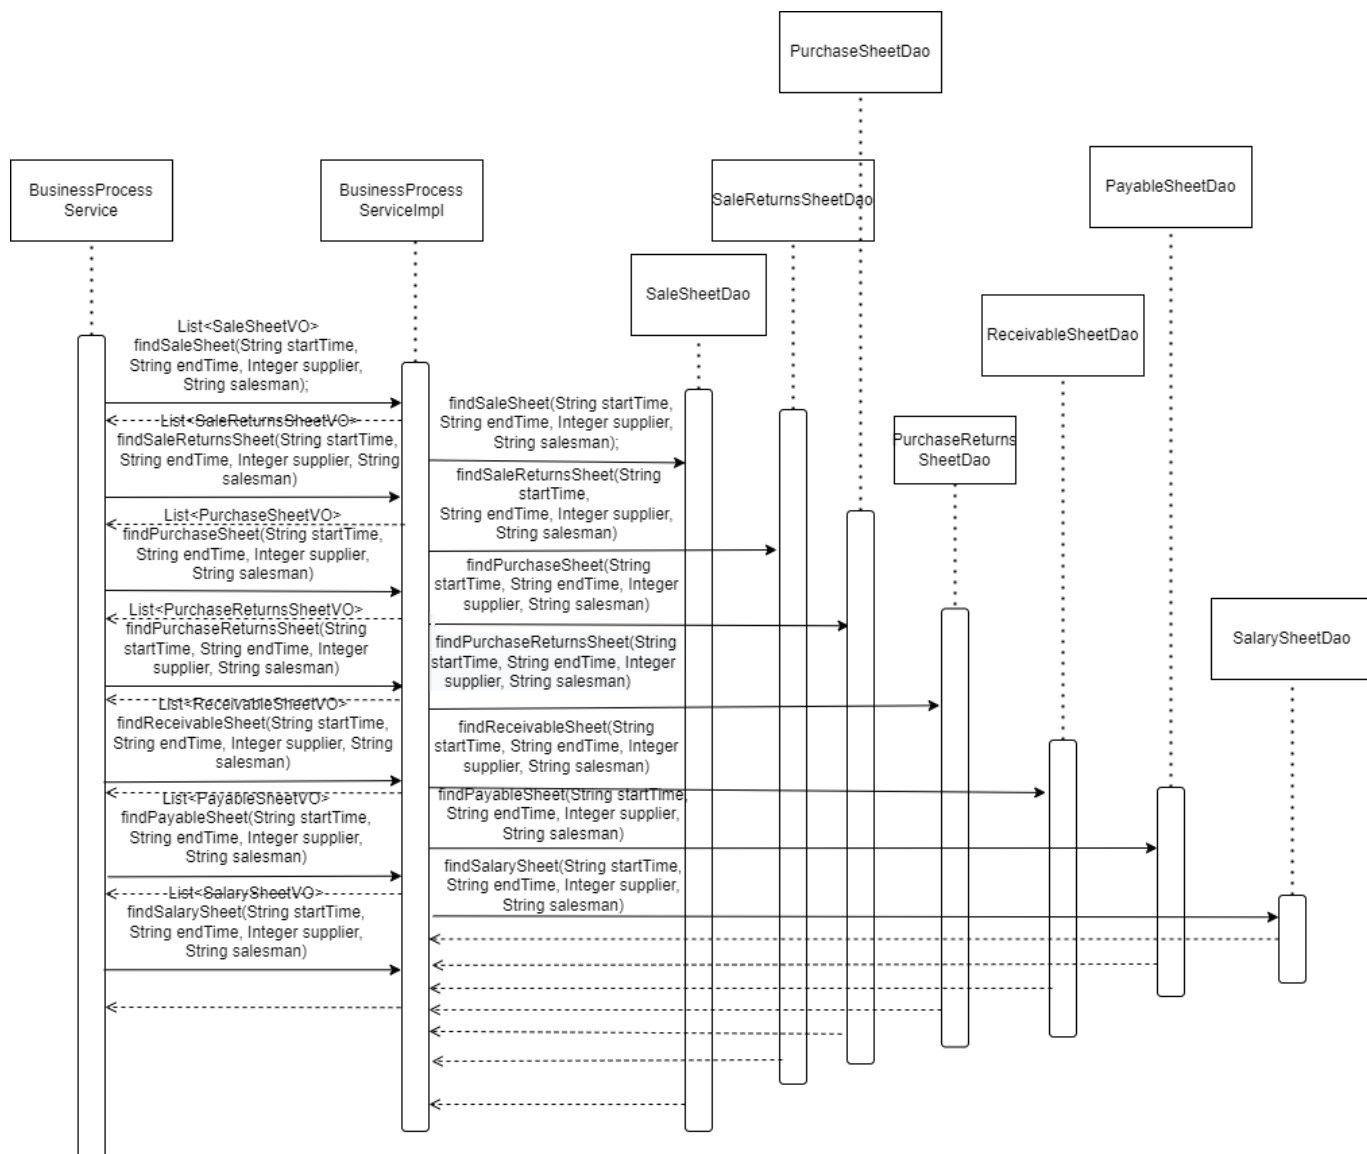 PurchaseSheetDao
BusinessProcess
Service
BusinessProcess
ServiceImpl
SaleReturnsSheetDao
PayableSheetDao
SaleSheetDao
ReceivableSheetDao
PurchaseReturns
SheetDao
SalarySheetDao
List<SaleSheetVO>
findSaleSheet(String startTime,
String endTime, Integer supplier,
String salesman);
List<SaleReturnsSheetVO>
findSaleReturnsSheet(String startTime,
String endTime, Integer supplier, String
salesman)
List<PurchaseSheetVO>
findPurchaseSheet(String startTime,
String endTime, Integer supplier,
String salesman)
List<PurchaseReturnsSheetVO>
findPurchaseReturnsSheet(String
startTime, String endTime, Integer
supplier, String salesman)
List<ReceivableSheetVO>
findReceivableSheet(String startTime,
String endTime, Integer supplier, String
salesman)
List<PayableSheetVO>
findPayableSheet(String startTime,
String endTime, Integer supplier,
String salesman)
List<SalarySheetVO>
findSalarySheet(String startTime,
String endTime, Integer supplier,
String salesman)
findSaleSheet(String startTime,
String endTime, Integer supplier,
String salesman);
findSaleReturnsSheet(String
startTime,
String endTime, Integer supplier,
String salesman)
findPurchaseSheet(String
startTime, String endTime, Integer
supplier, String salesman)
findPurchaseReturnsSheet(String
startTime, String endTime, Integer
supplier, String salesman)
findReceivableSheet(String
startTime, String endTime, Integer
supplier, String salesman)
findPayableSheet(String startTime,
String endTime, Integer supplier,
String salesman)
findSalarySheet(String startTime,
String endTime, Integer supplier,
String salesman)